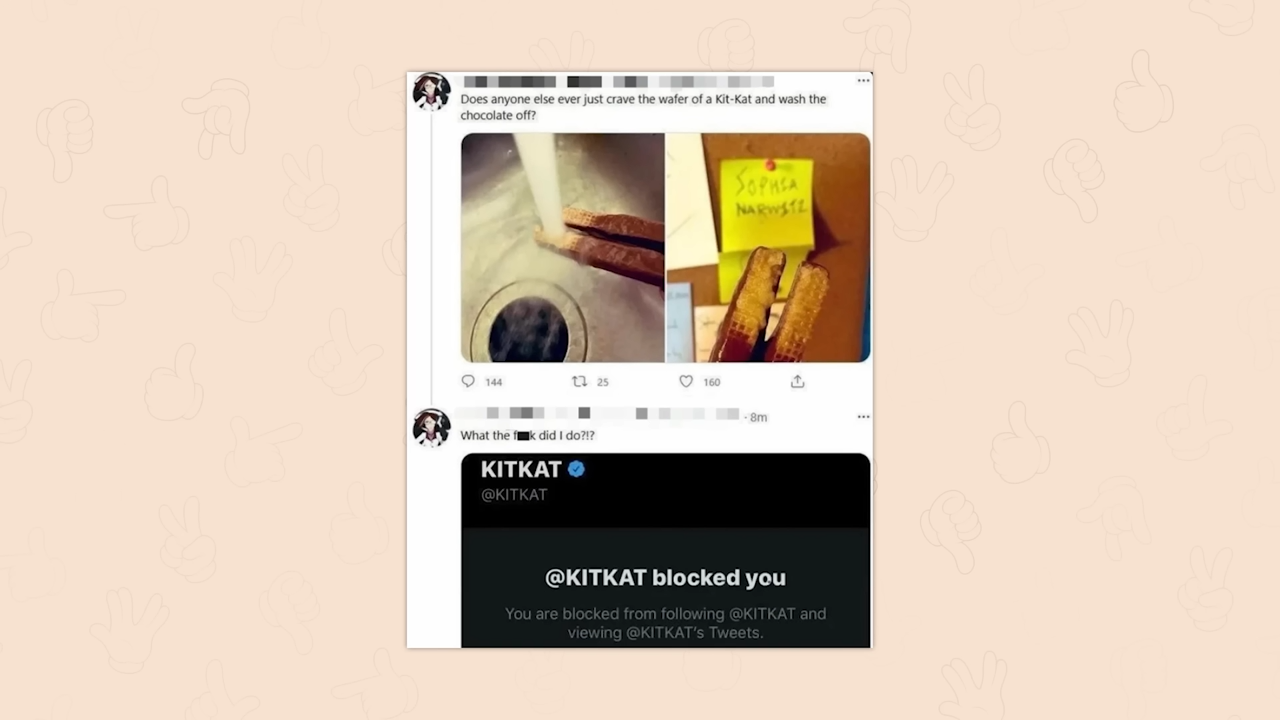 Does anyone else ever just crave the wafer of a Kit-Kat and wash the
chocolate off?
SOPHIA
NARWITZ
144
25
160
· 8m
What the f k did I do?!?
KITKAT
@KITKAT
@KITKAT blocked you
You are blocked from following @KITKAT and
viewing @KITKAT's Tweets.